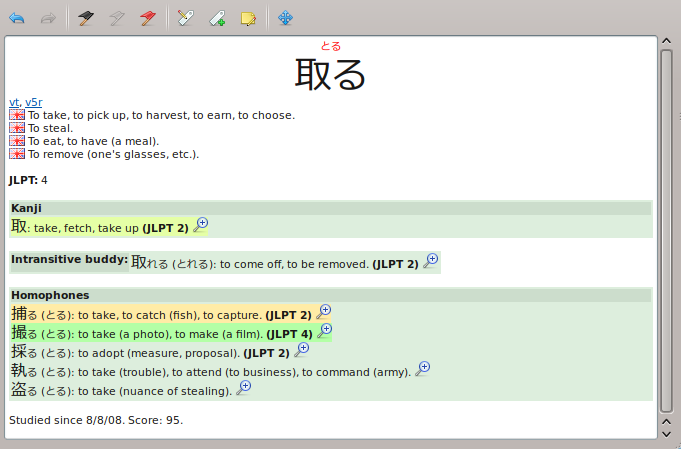 とる
取る
vt, v5r
To take, to pick up, to harvest, to earn, to choose.
To steal.
To eat, to have (a meal).
To remove (one's glasses, etc.).
JLPT: 4
Kanji
取: take, fetch, take up (JLPT 2)
Intransitive buddy: 取れる (とれる): to come off, to be removed. (JLPT 2)
Homophones
捕る (とる): to take, to catch (fish), to capture. (JLPT 2)
撮る (とる): to take (a photo), to make (a film). (JLPT 4)
採る (とる): to adopt (measure, proposal). (JLPT 2)
執る (とる): to take (trouble), to attend (to business), to command (army).
盗る (とる): to take (nuance of stealing).
Studied since 8/8/08. Score: 95.